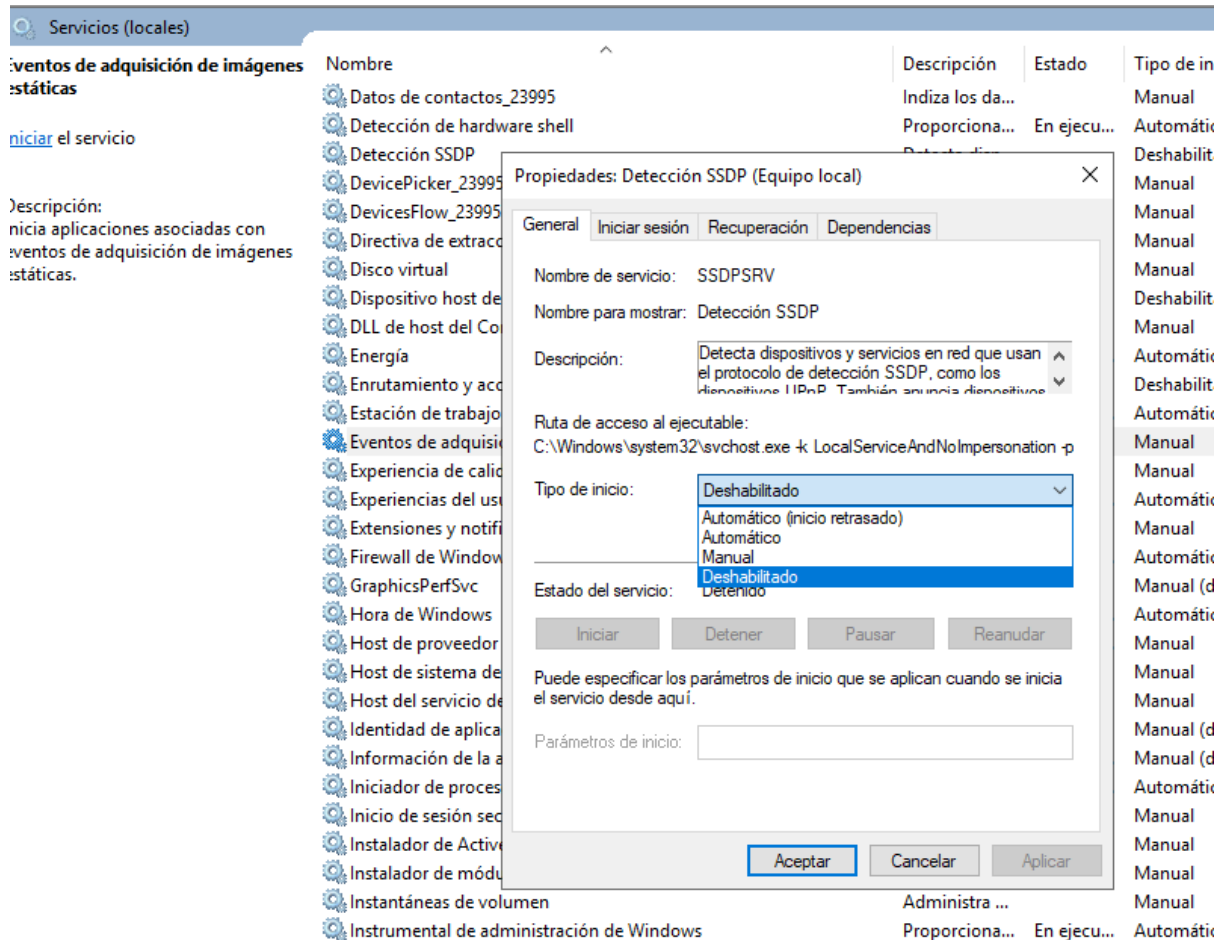 Servicios (locales)
Eventos de adquisición de imágenes
estáticas
Iniciar el servicio
Descripción:
Inicia aplicaciones asociadas con
eventos de adquisición de imágenes
estáticas.
Nombre Descripción Estado Tipo de in
Datos de contactos_23995 Indiza los da... Manual
Detección de hardware shell Proporciona... En ejecu... Automátic
Detección SSDP Deshabilit
DevicePicker_23995 Manual
DevicesFlow_23995 Manual
Directiva de extracc Manual
Disco virtual Manual
Dispositivo host de Deshabilit
DLL de host del Co Manual
Energía Automátic
Enrutamiento y acc Deshabilit
Estación de trabajo Automátic
Eventos de adquisi Manual
Experiencia de calid Manual
Experiencias del usu Automátic
Extensiones y notifi Manual
Firewall de Window Automátic
GraphicsPerfSvc Manual (d
Hora de Windows Automátic
Host de proveedor Manual
Host de sistema de Manual
Host del servicio de Manual
Identidad de aplica Manual (d
Información de la a Manual (d
Iniciador de proces Automátic
Inicio de sesión sec Manual
Instalador de Active Manual
Instalador de módu Manual
Instantáneas de volumen Administra ... Manual
Instrumental de administración de Windows Proporciona... En ejecu... Automátic
Propiedades: Detección SSDP (Equipo local)
General Iniciar sesión Recuperación Dependencias
Nombre de servicio: SSDPSRV
Nombre para mostrar: Detección SSDP
Descripción: Detecta dispositivos y servicios en red que usan
el protocolo de detección SSDP, como los
dispositivos UPnP. También anuncia dispositivos
Ruta de acceso al ejecutable:
C:\Windows\system32\svchost.exe -k LocalServiceAndNoImpersonation -p
Tipo de inicio: Deshabilitado
Automático (inicio retrasado)
Automático
Manual
Deshabilitado
Estado del servicio: Detenido
Iniciar Detener Pausar Reanudar
Puede especificar los parámetros de inicio que se aplican cuando se inicia
el servicio desde aquí.
Parámetros de inicio:
Aceptar Cancelar Aplicar